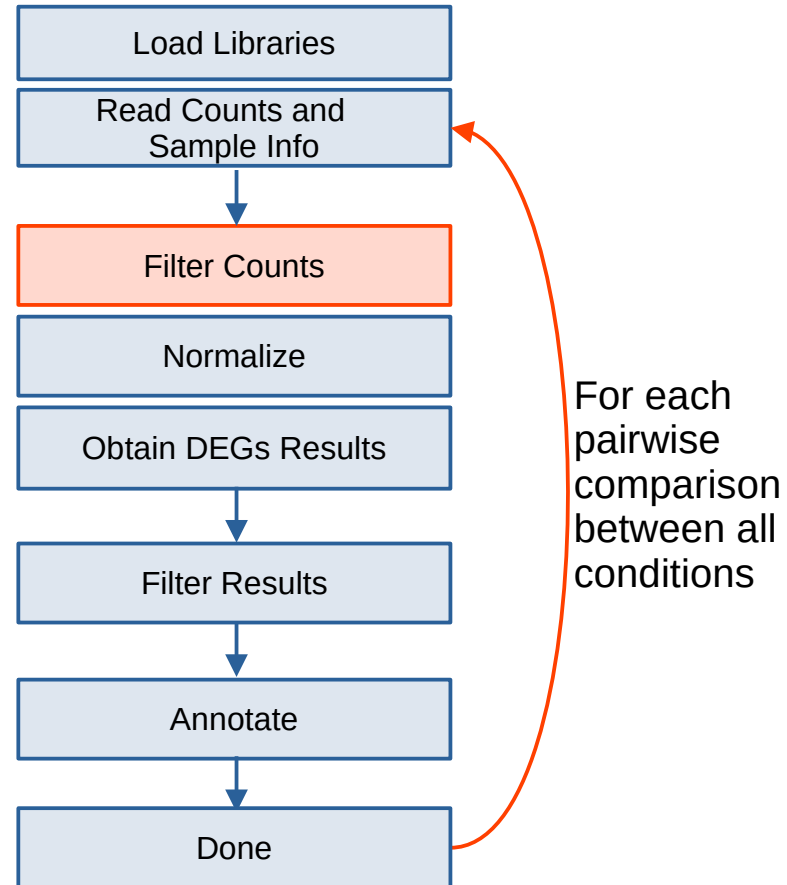 Load Libraries
Read Counts and
Sample Info
Filter Counts
Normalize
Obtain DEGs Results
Filter Results
Annotate
Done
For each
pairwise
comparison
between all
conditions